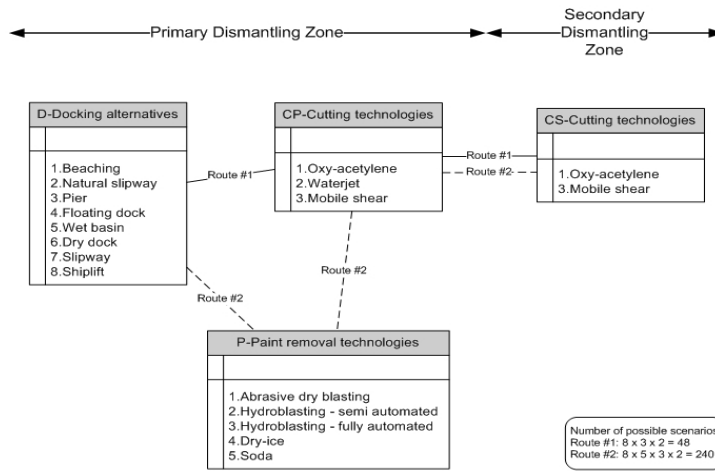 Primary Dismantling Zone
Secondary
Dismantling
Zone
D-Docking alternatives
1.Beaching
2.Natural slipway
3.Pier
4.Floating dock
5.Wet basin
6.Dry dock
7.Slipway
8.Shiplift
Route #1
CP-Cutting technologies
1.Oxy-acetylene
2.Waterjet
3.Mobile shear
Route #1
Route #2
CS-Cutting technologies
1.Oxy-acetylene
3.Mobile shear
Route #2
Route #2
P-Paint removal technologies
1.Abrasive dry blasting
2.Hydroblasting - semi automated
3.Hydroblasting - fully automated
4.Dry-ice
5.Soda
Number of possible scenarios
Route #1: 8 x 3 x 2 = 48
Route #2: 8 x 5 x 3 x 2 = 240